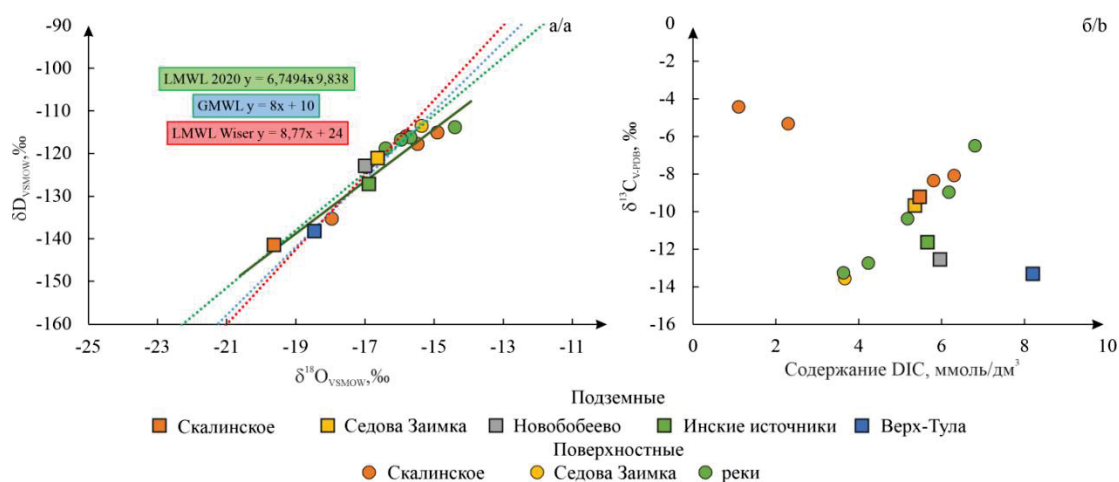 а/а
δD VSMOW,‰
-90
-100
-110
-120
-130
-140
-150
-160
LMWL 2020 y = 6,7494x 9,838
GMWL y = 8x + 10
LMWL Wiser y = 8,77x + 24
-25 -23 -21 -19 -17 -15 -13 -11
δ¹⁸O VSMOW,‰
б/b
δ¹³C V-PDB, ‰
0
-2
-4
-6
-8
-10
-12
-14
-16
0 2 4 6 8 10
Содержание DIC, ммоль/дм³
Подземные
Скалинское Седова Заимка Новобобеево Инские источники Верх-Тула
Поверхностные
Скалинское Седова Заимка реки